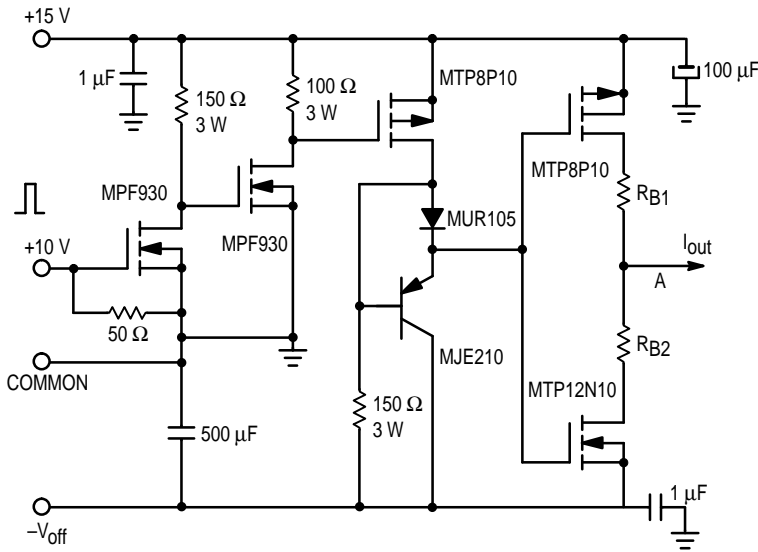 +15 V
1 μF
150 Ω
3 W
100 Ω
3 W
MTP8P10
100 μF
MPF930
MPF930
MTP8P10
RB1
MUR105
+10 V
Iout
A
50 Ω
COMMON
MJE210
RB2
MTP12N10
150 Ω
3 W
500 μF
1 μF
–Voff